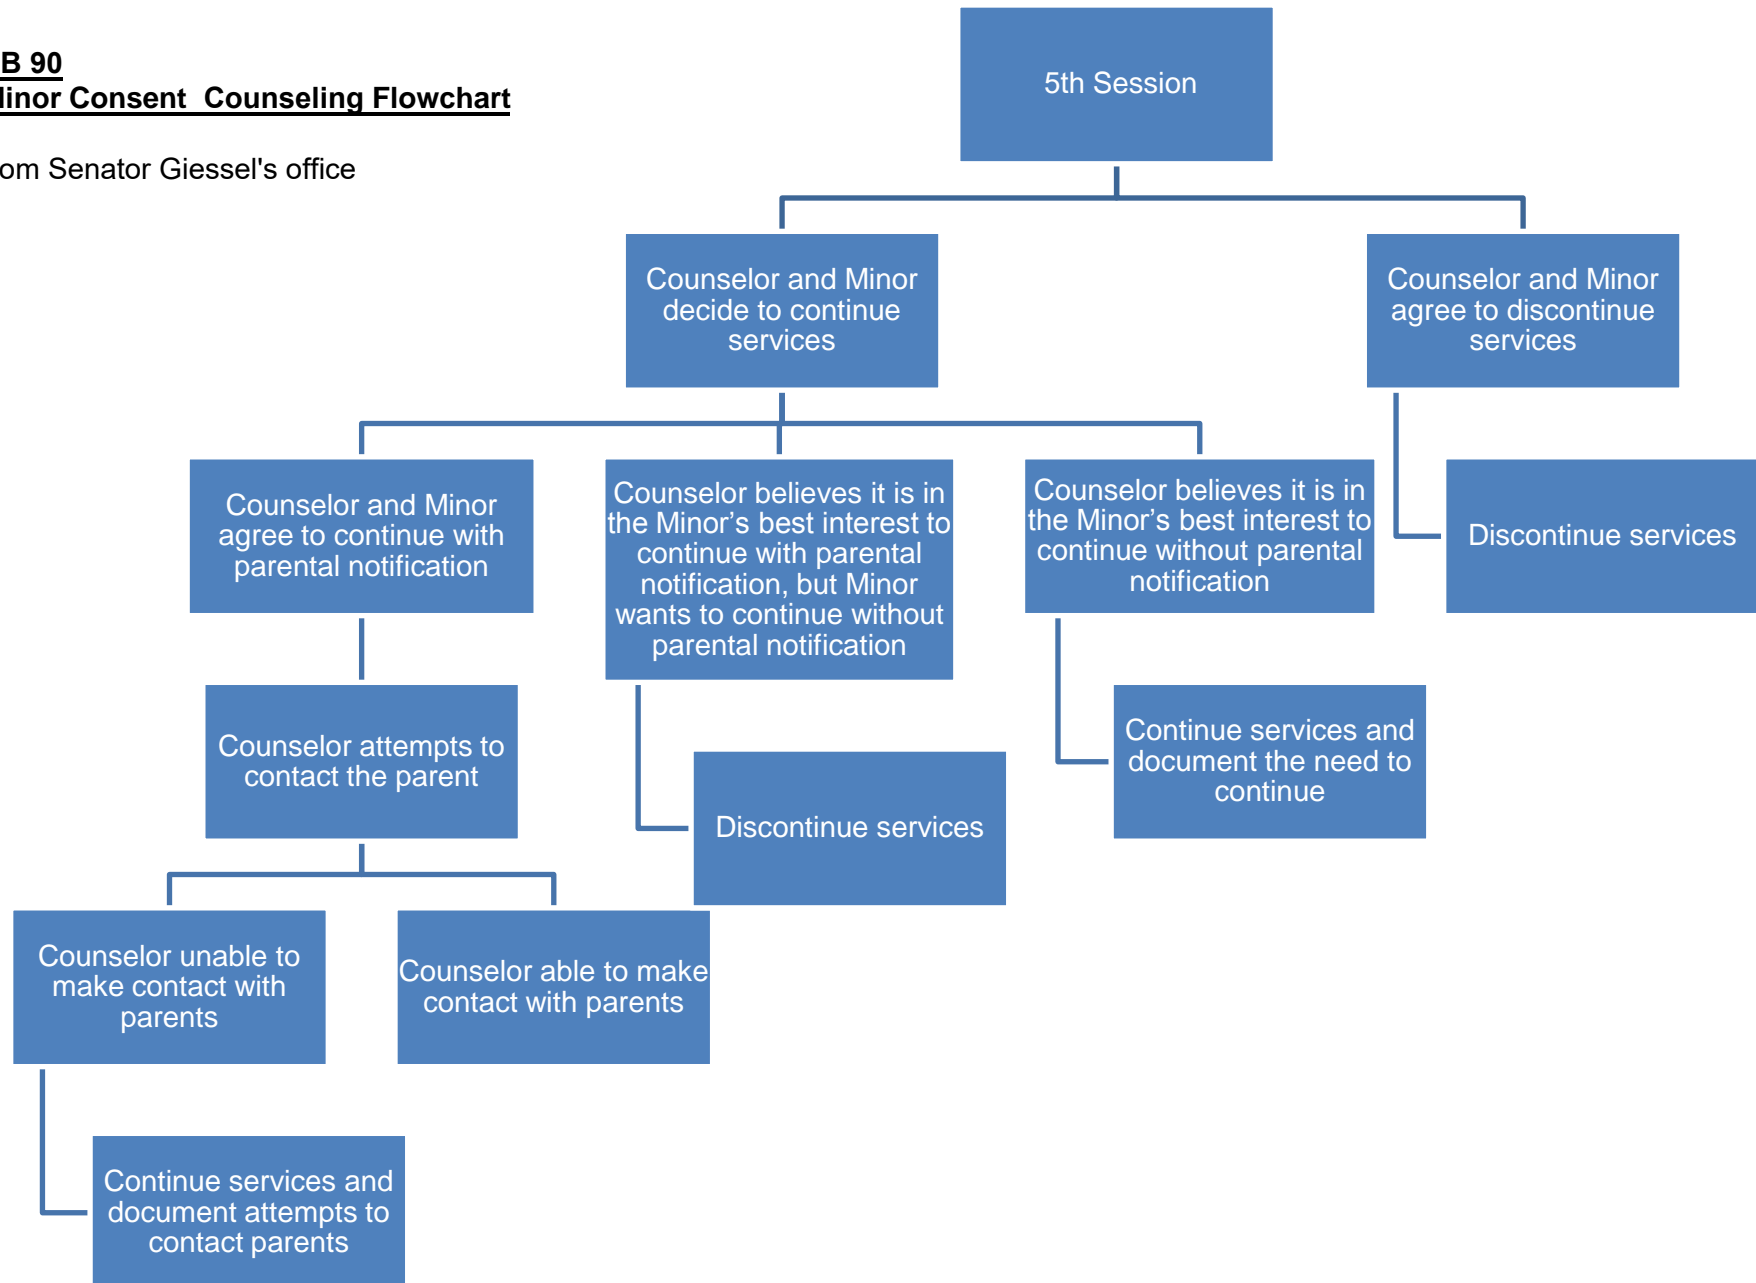 B 90
Minor Consent  Counseling Flowchart
om Senator Giessel's office
5th Session
Counselor and Minor
decide to continue
services
Counselor and Minor
agree to discontinue
services
Counselor and Minor
agree to continue with
parental notification
Counselor believes it is in
the Minor’s best interest to
continue with parental
notification, but Minor
wants to continue without
parental notification
Counselor believes it is in
the Minor’s best interest to
continue without parental
notification
Discontinue services
Counselor attempts to
contact the parent
Discontinue services
Continue services and
document the need to
continue
Counselor unable to
make contact with
parents
Counselor able to make
contact with parents
Continue services and
document attempts to
contact parents